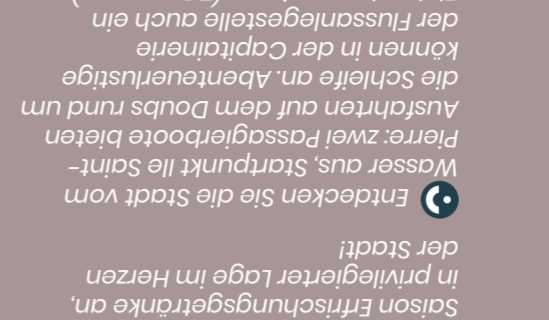 Saison Erfrischungsgetränke an,
in privilegierter Lage im Herzen
der Stadt!
Entdecken Sie die Stadt vom
Wasser aus, Startpunkt Ile Saint-
Pierre: zwei Passagierboote bieten
Ausfahrten auf dem Doubs rund um
die Schleife an. Abenteuerlustige
können in der Capitainerie
der Flussanlegestelle auch ein